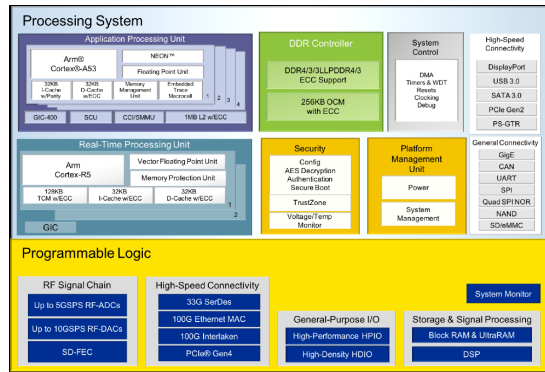 Processing System
Application Processing Unit
Arm®
Cortex®-A53
NEON™
Floating Point Unit
32KB
I-Cache
w/Parity
32KB
D-Cache
w/ECC
Memory
Management
Unit
Embedded
Trace
Macrocell
1
2
3
4
GIC-400
SCU
CCI/SMMU
1MB L2 w/ECC
DDR Controller
DDR4/3/3LLPDDR4/3
ECC Support
256KB OCM
with ECC
System
Control
DMA
Timers & WDT
Resets
Clocking
Debug
High-Speed
Connectivity
DisplayPort
USB 3.0
SATA 3.0
PCIe Gen2
PS-GTR
Real-Time Processing Unit
Arm
Cortex-R5
Vector Floating Point Unit
Memory Protection Unit
128KB
TCM w/ECC
32KB
I-Cache w/ECC
32KB
D-Cache w/ECC
1
2
GIC
Security
Config
AES Decryption
Authentication
Secure Boot
TrustZone
Voltage/Temp
Monitor
Platform
Management
Unit
Power
System
Management
General Connectivity
GigE
CAN
UART
SPI
Quad SPI NOR
NAND
SD/eMMC
Programmable Logic
RF Signal Chain
Up to 5GSPS RF-ADCs
Up to 10GSPS RF-DACs
SD-FEC
High-Speed Connectivity
33G SerDes
100G Ethernet MAC
100G Interlaken
PCIe® Gen4
General-Purpose I/O
High-Performance HPIO
High-Density HDIO
System Monitor
Storage & Signal Processing
Block RAM & UltraRAM
DSP